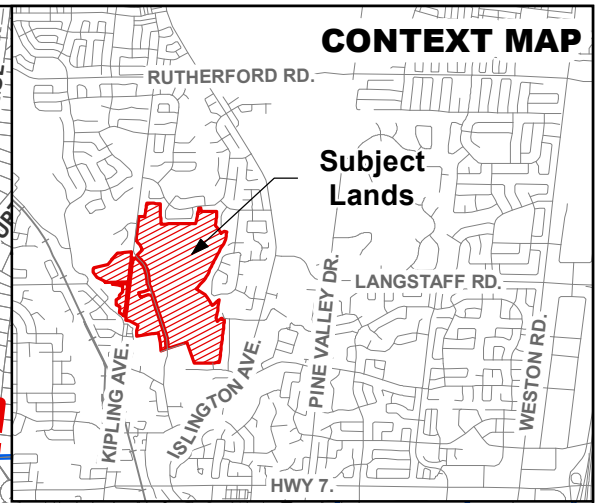 CONTEXT MAP
RUTHERFORD RD.
Subject
Lands
LANGSTAFF RD.
PINE VALLEY DR.
WESTON RD.
KIPLING AVE.
ISLINGTON AVE.
HWY 7.